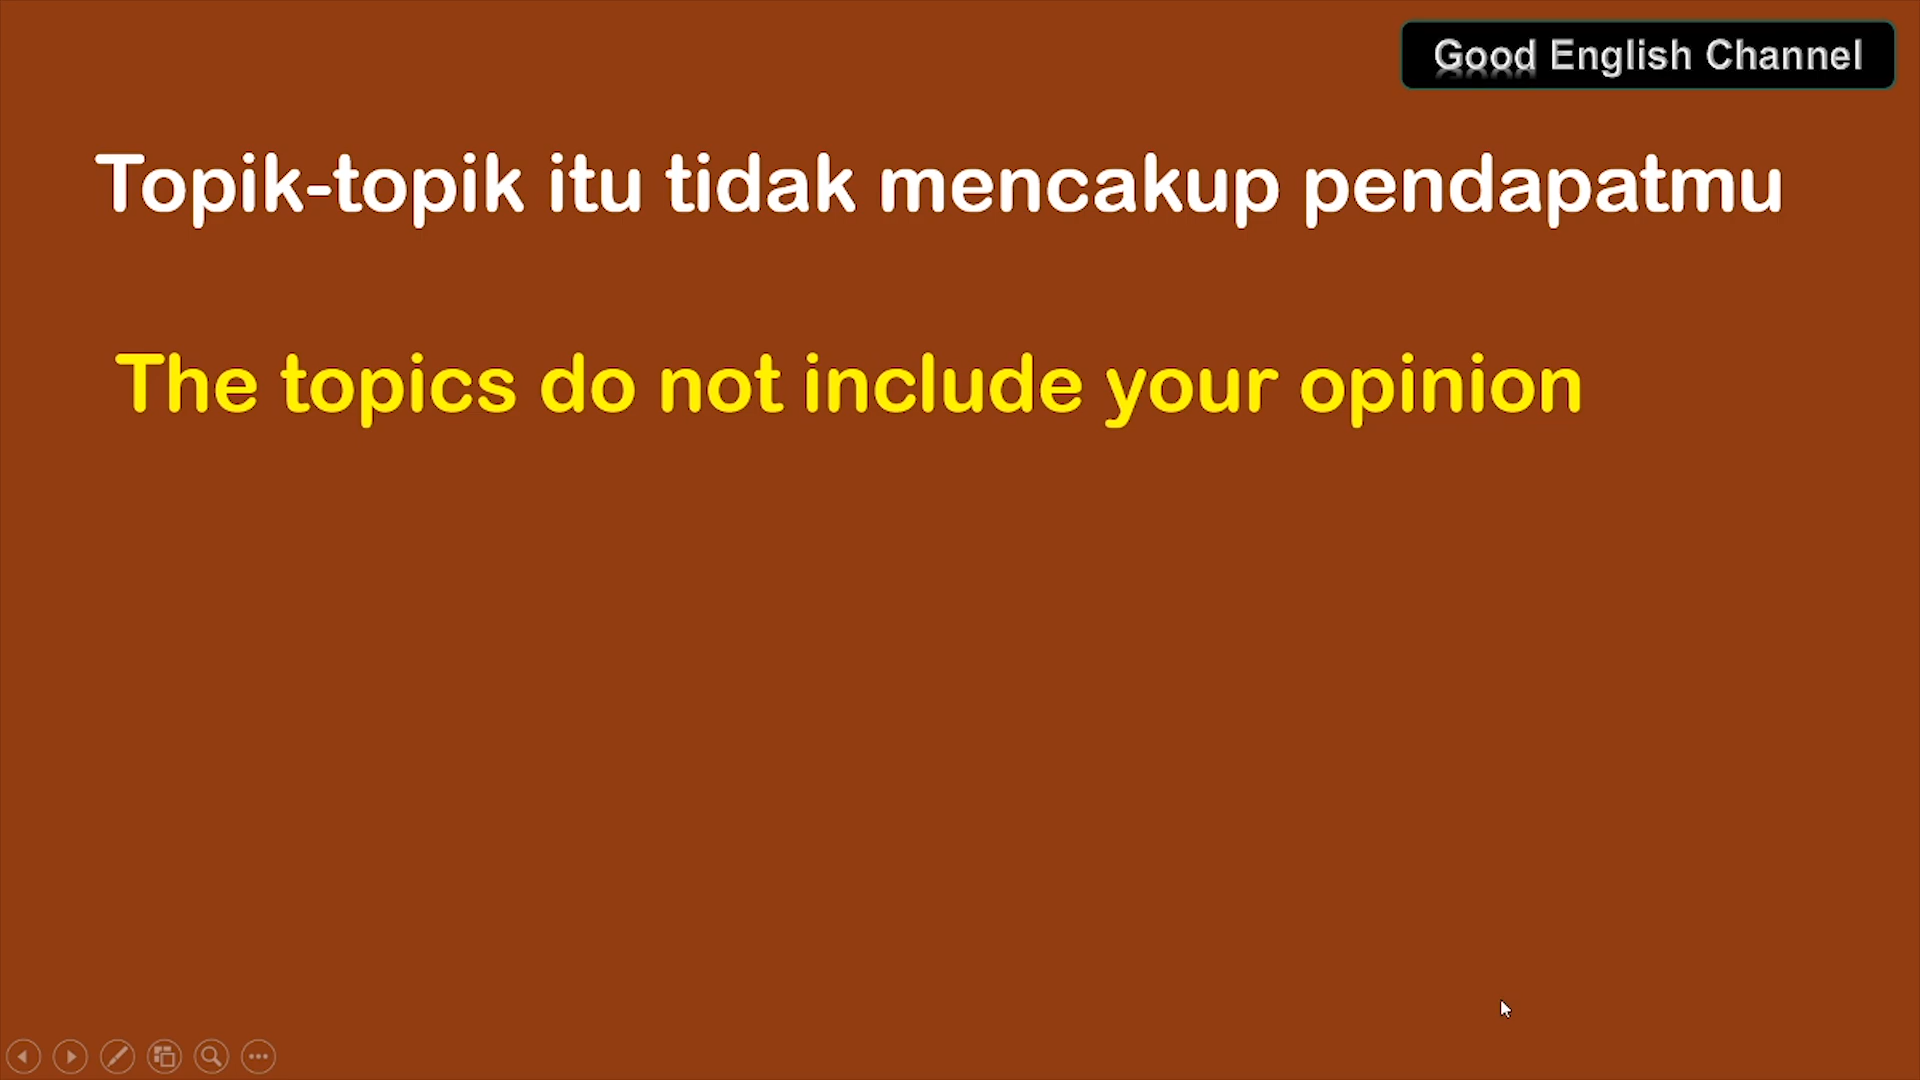 Good English Channel
Topik-topik itu tidak mencakup pendapatmu
The topics do not include your opinion